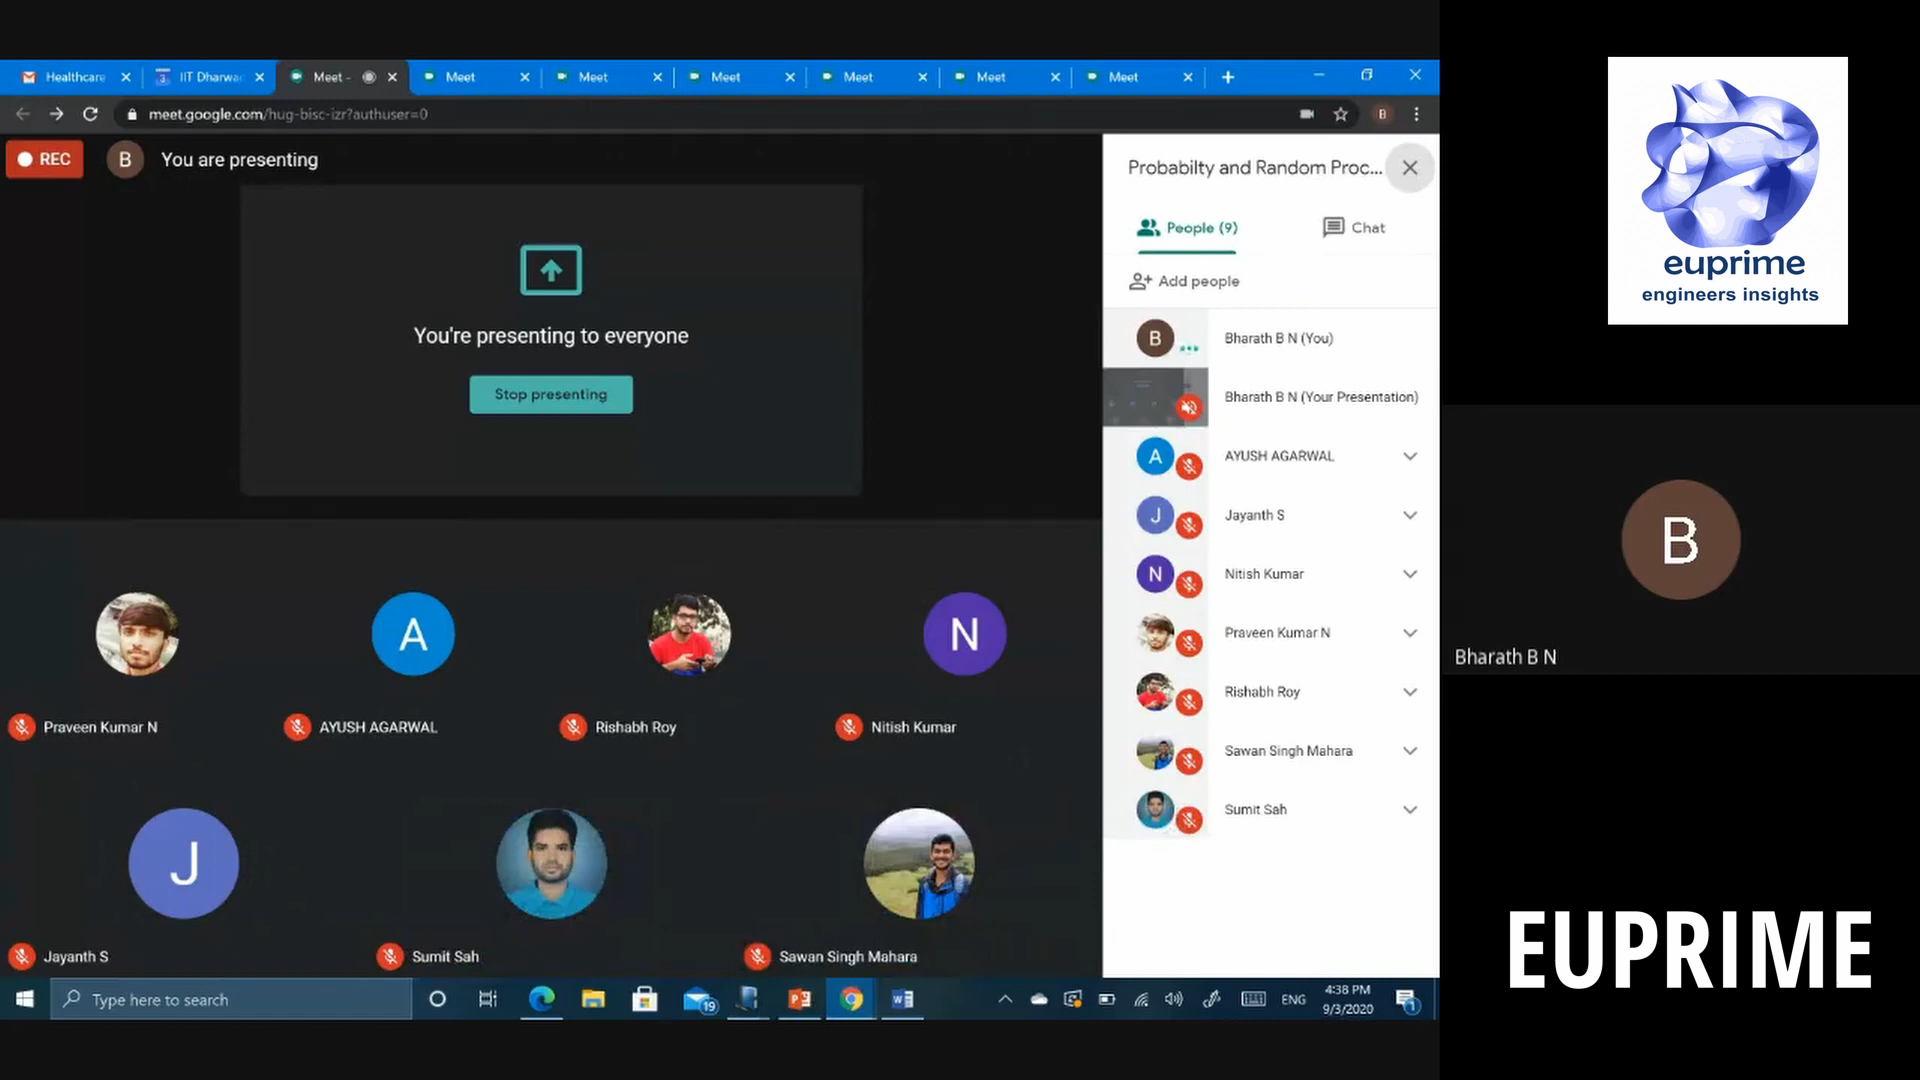 Healthcare
IIT Dharwad
Meet -
Meet
Meet
Meet
Meet
Meet
Meet
meet.google.com/hug-bisc-izr?authuser=0
B
REC
B
You are presenting
You're presenting to everyone
Stop presenting
Praveen Kumar N
A
AYUSH AGARWAL
Rishabh Roy
N
Nitish Kumar
J
Jayanth S
Sumit Sah
Sawan Singh Mahara
Probabilty and Random Proc...
People (9)
Chat
Add people
B
Bharath B N (You)
Bharath B N (Your Presentation)
A
AYUSH AGARWAL
J
Jayanth S
N
Nitish Kumar
Praveen Kumar N
Rishabh Roy
Sawan Singh Mahara
Sumit Sah
Type here to search
19
ENG
4:38 PM
9/3/2020
1
euprime
engineers insights
B
Bharath B N
EUPRIME